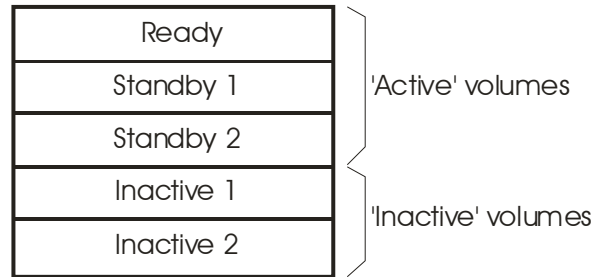 Ready
Standby 1
Standby 2
Inactive 1
Inactive 2
'Active' volumes
'Inactive' volumes